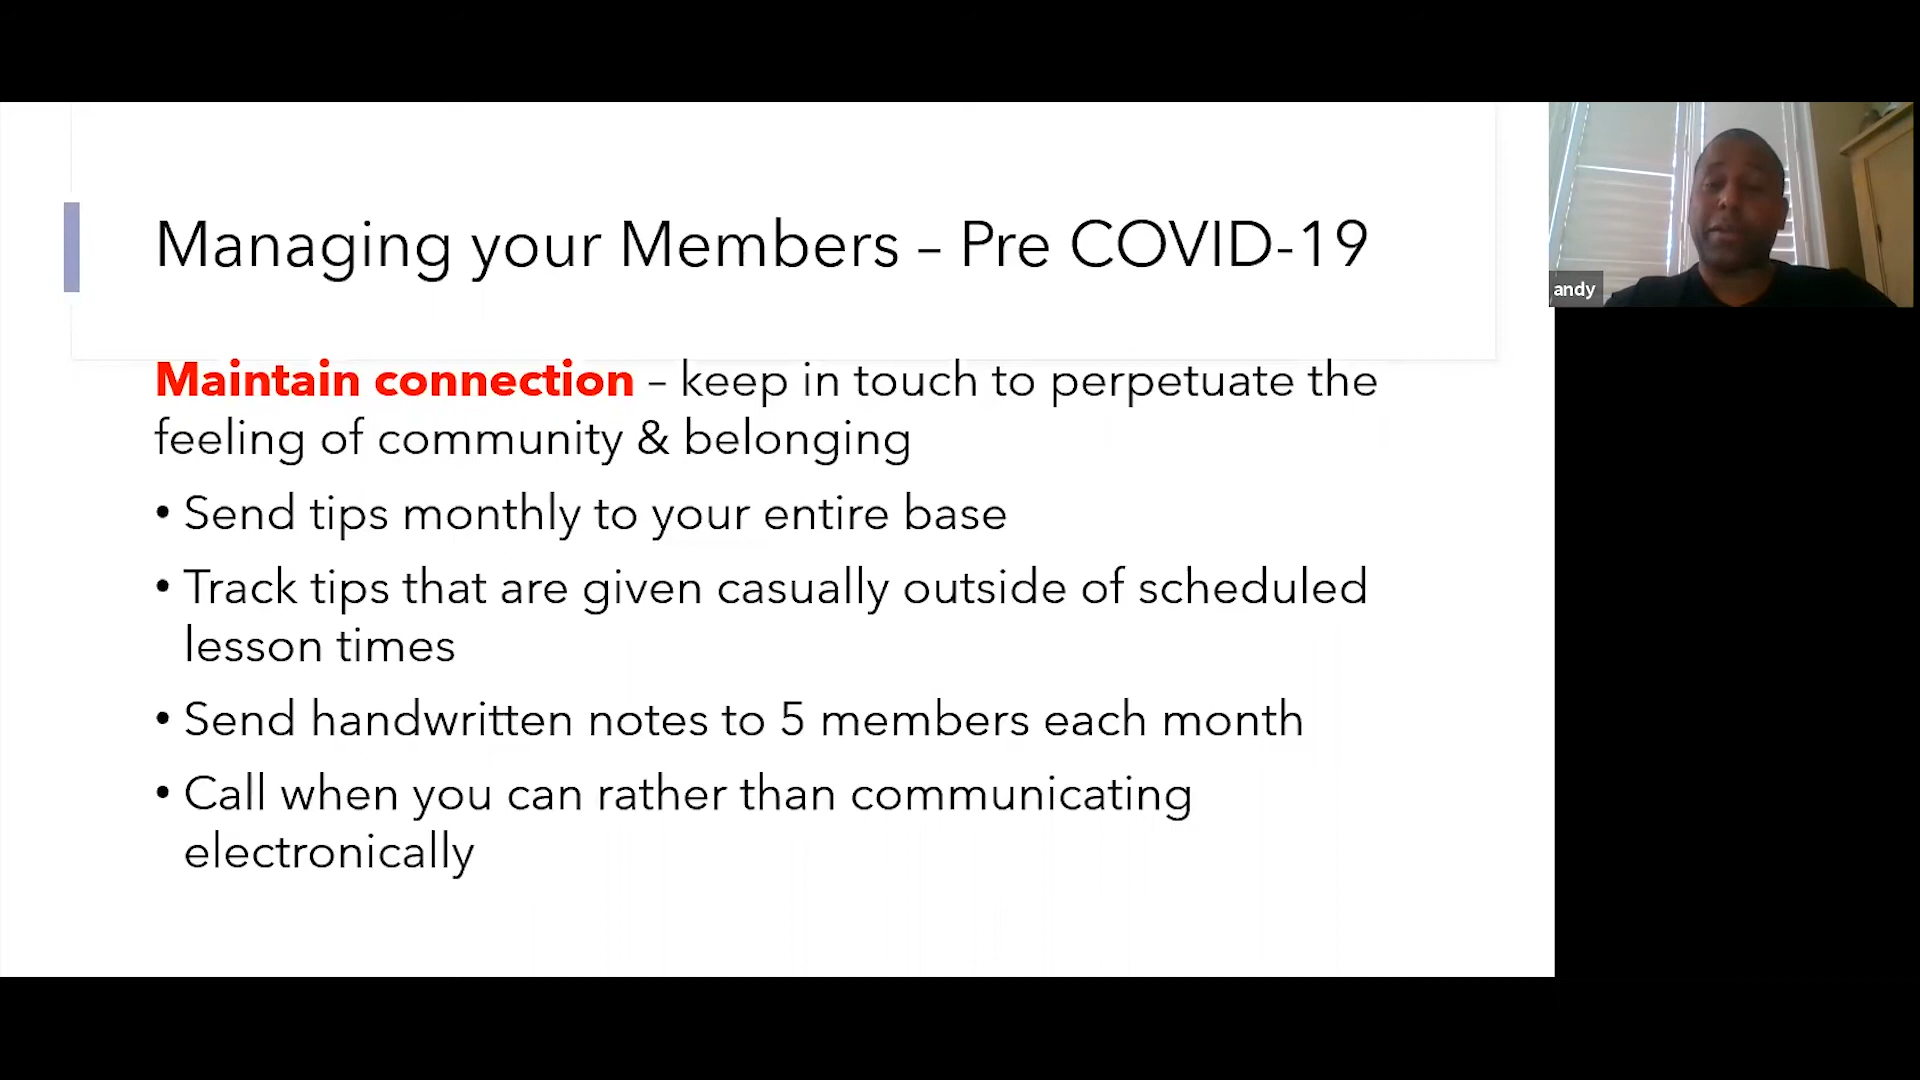 Managing your Members – Pre COVID-19
Maintain connection – keep in touch to perpetuate the
feeling of community & belonging
• Send tips monthly to your entire base
• Track tips that are given casually outside of scheduled
lesson times
• Send handwritten notes to 5 members each month
• Call when you can rather than communicating
electronically
andy